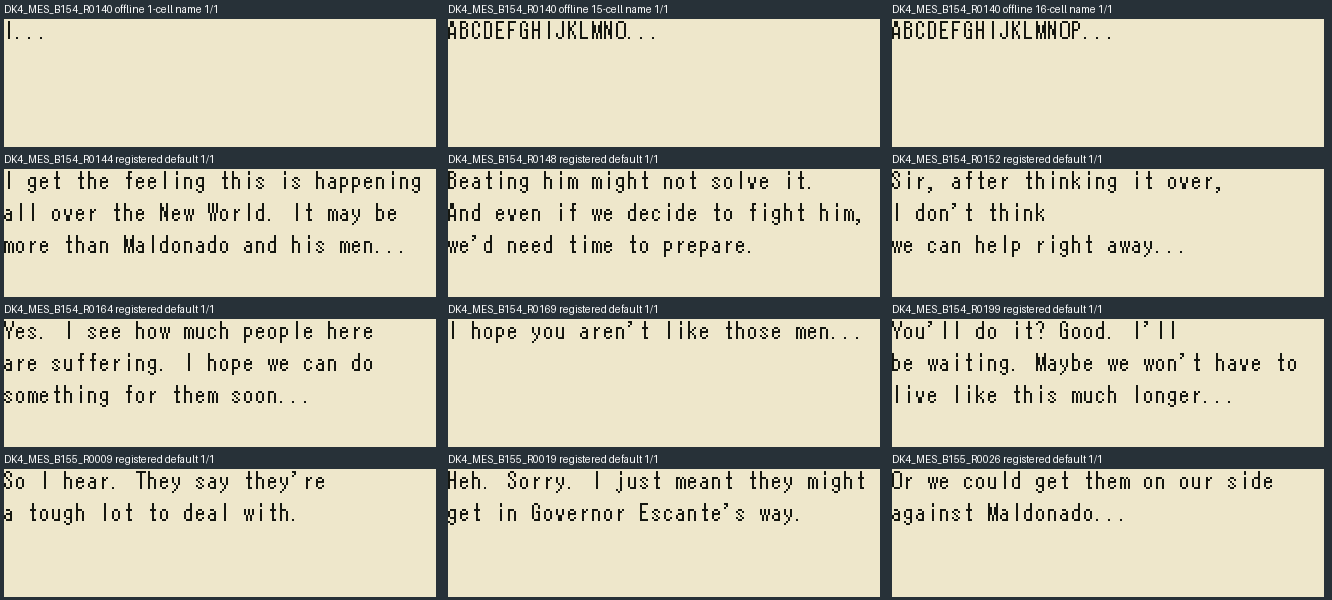 DK4_MES_B154_R0140 offline 1-cell name 1/1
I...
DK4_MES_B154_R0140 offline 15-cell name 1/1
ABCDEFGHIJKLMNO...
DK4_MES_B154_R0140 offline 16-cell name 1/1
ABCDEFGHIJKLMNOP...
DK4_MES_B154_R0144 registered default 1/1
I get the feeling this is happening
all over the New World. It may be
more than Maldonado and his men...
DK4_MES_B154_R0148 registered default 1/1
Beating him might not solve it.
And even if we decide to fight him,
we'd need time to prepare.
DK4_MES_B154_R0152 registered default 1/1
Sir, after thinking it over,
I don't think
we can help right away...
DK4_MES_B154_R0164 registered default 1/1
Yes. I see how much people here
are suffering. I hope we can do
something for them soon...
DK4_MES_B154_R0169 registered default 1/1
I hope you aren't like those men...
DK4_MES_B154_R0199 registered default 1/1
You'll do it? Good. I'll
be waiting. Maybe we won't have to
live like this much longer...
DK4_MES_B155_R0009 registered default 1/1
So I hear. They say they're
a tough lot to deal with.
DK4_MES_B155_R0019 registered default 1/1
Heh. Sorry. I just meant they might
get in Governor Escante's way.
DK4_MES_B155_R0026 registered default 1/1
Or we could get them on our side
against Maldonado...